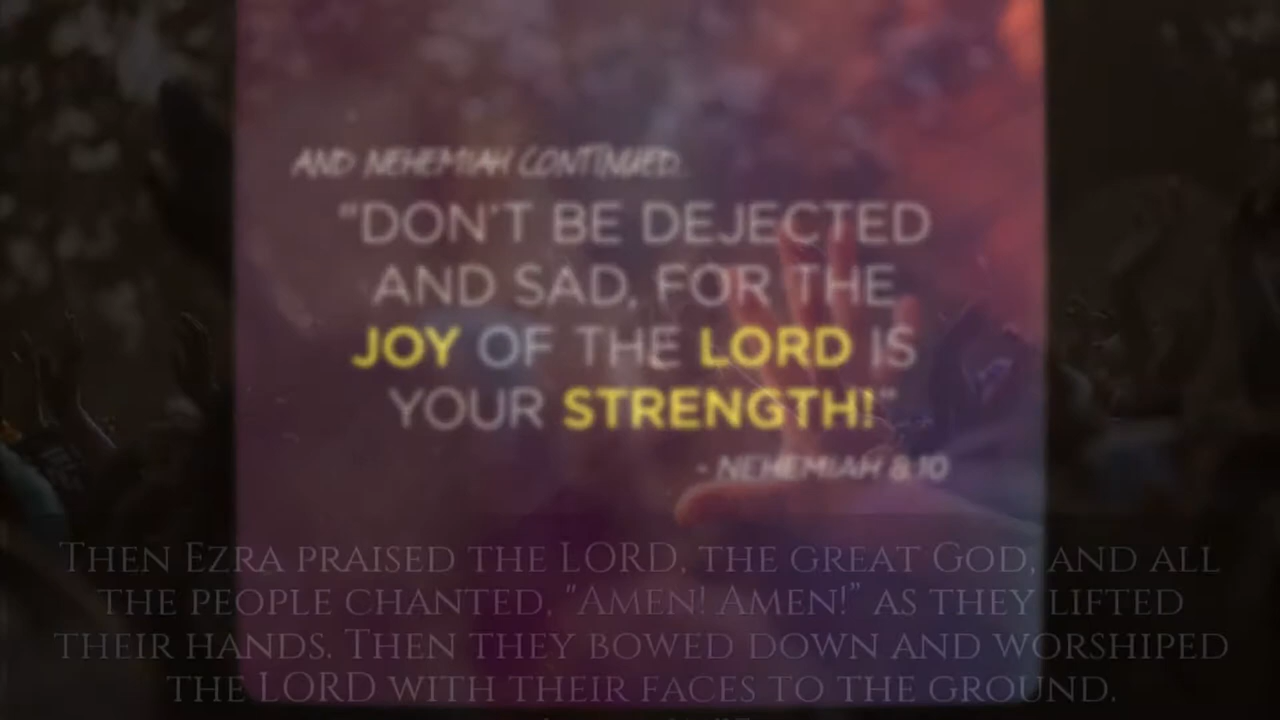 AND NEHEMIAH CONTINUED...
“DON'T BE DEJECTED
AND SAD, FOR THE
JOY OF THE LORD IS
YOUR STRENGTH!”
- NEHEMIAH 8:10
THEN EZRA PRAISED THE LORD, THE GREAT GOD, AND ALL
THE PEOPLE CHANTED, "AMEN! AMEN!” AS THEY LIFTED
THEIR HANDS. THEN THEY BOWED DOWN AND WORSHIPED
THE LORD WITH THEIR FACES TO THE GROUND.